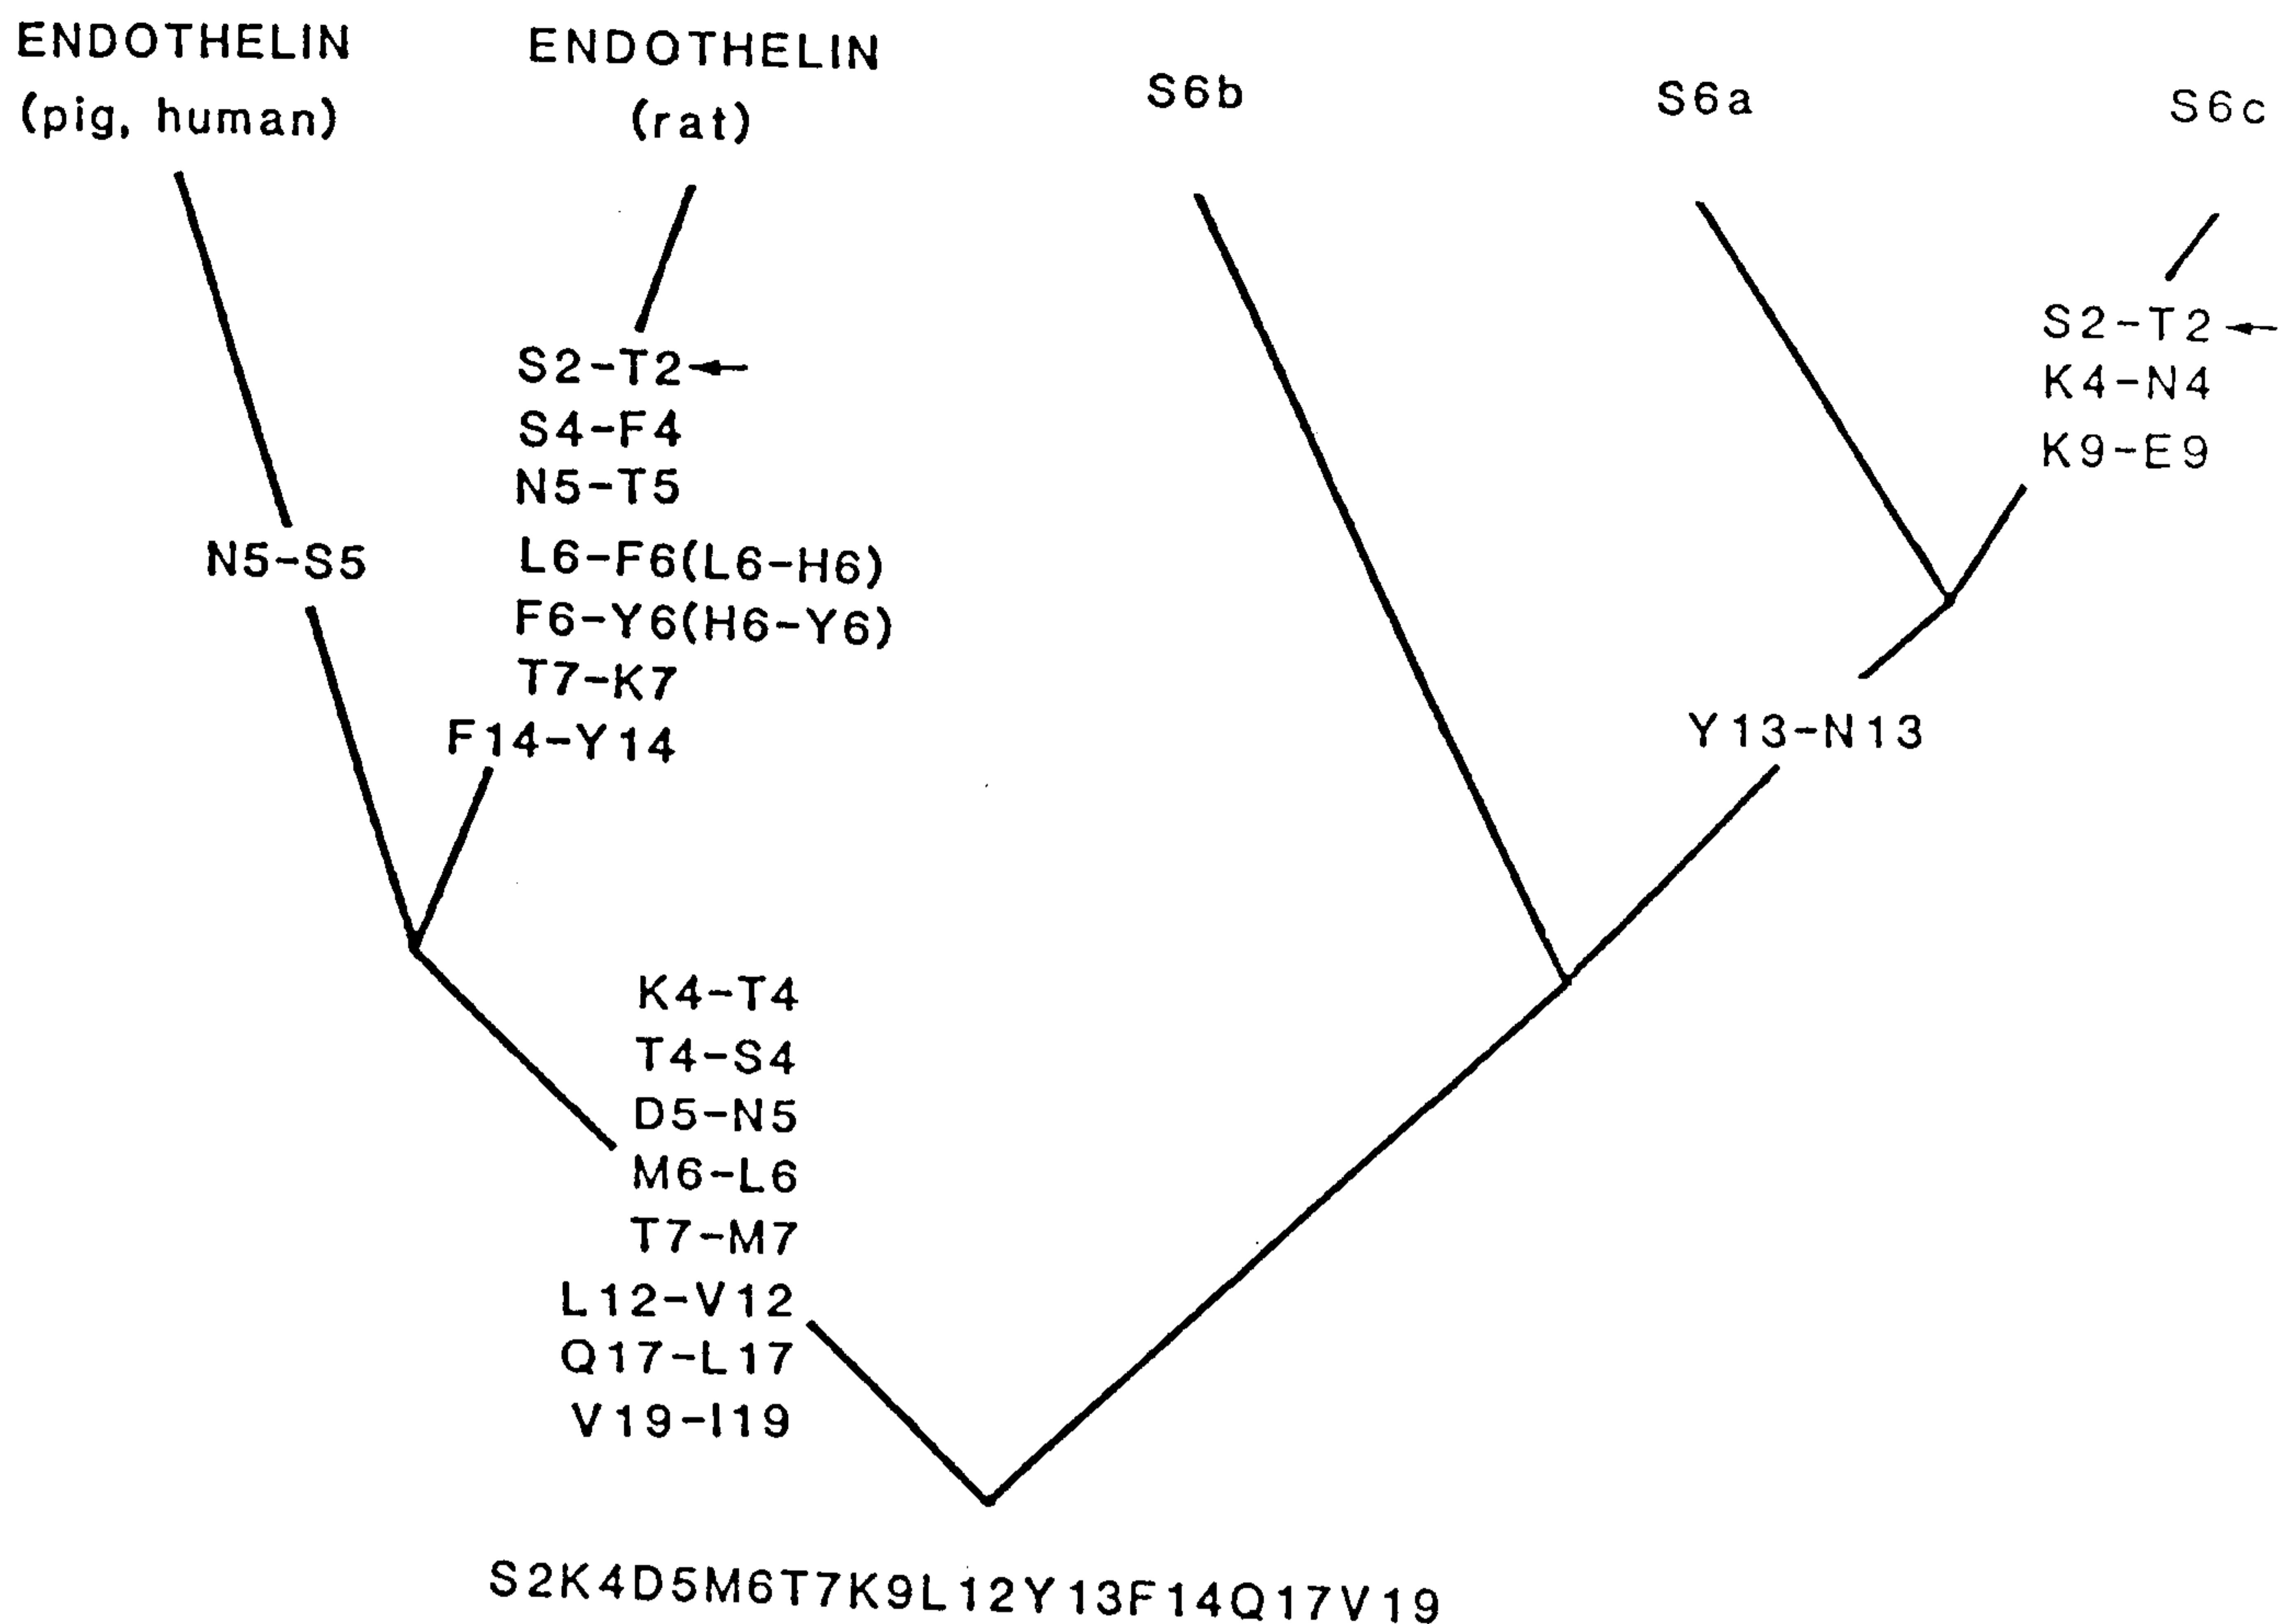 ENDOTHELIN
(pig, human)
ENDOTHELIN
(rat)
S6b
S6a
S6c
S2-T2
K4-N4
K9-E9
S2-T2
S4-F4
N5-T5
L6-F6(L6-H6)
F6-Y6(H6-Y6)
T7-K7
F14-Y14
N5-S5
Y13-N13
K4-T4
T4-S4
D5-N5
M6-L6
T7-M7
L12-V12
Q17-L17
V19-I19
S2K4D5M6T7K9L12Y13F14Q17V19